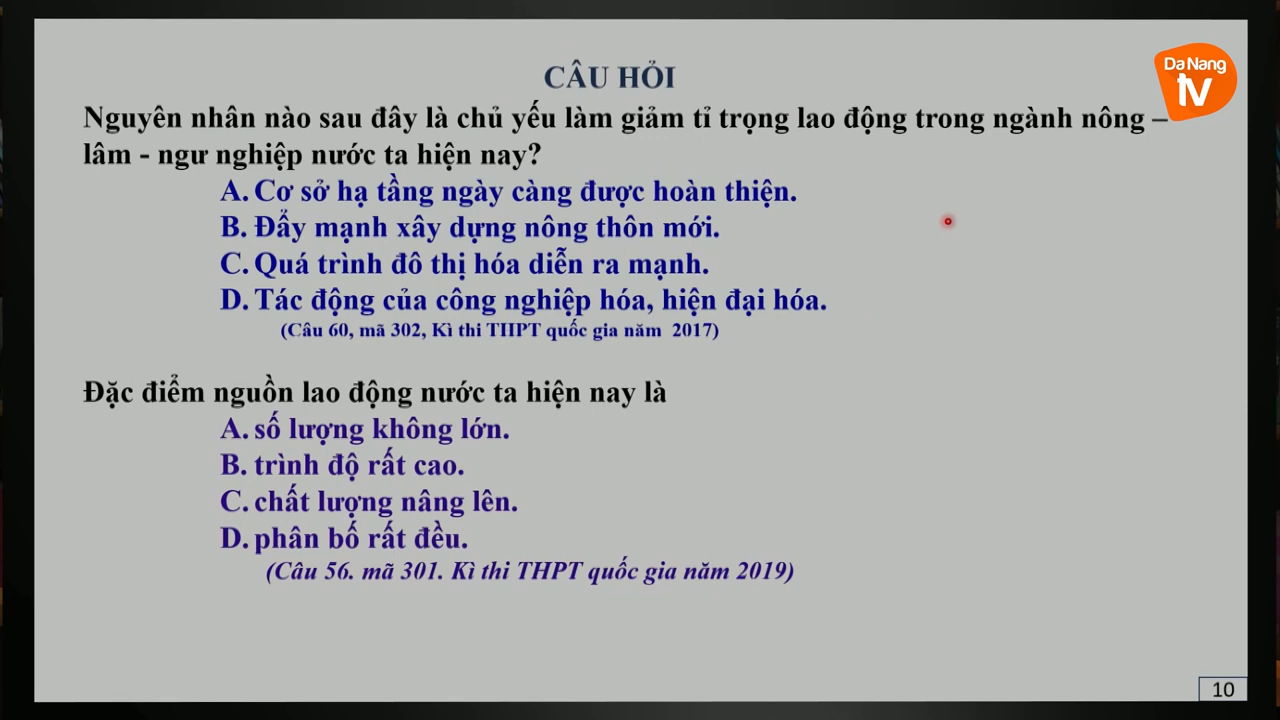 Da Nang
tv
CÂU HỎI
Nguyên nhân nào sau đây là chủ yếu làm giảm tỉ trọng lao động trong ngành nông –
lâm - ngư nghiệp nước ta hiện nay?
A. Cơ sở hạ tầng ngày càng được hoàn thiện.
B. Đẩy mạnh xây dựng nông thôn mới.
C. Quá trình đô thị hóa diễn ra mạnh.
D. Tác động của công nghiệp hóa, hiện đại hóa.
(Câu 60, mã 302, Kì thi THPT quốc gia năm 2017)
Đặc điểm nguồn lao động nước ta hiện nay là
A. số lượng không lớn.
B. trình độ rất cao.
C. chất lượng nâng lên.
D. phân bố rất đều.
(Câu 56. mã 301. Kì thi THPT quốc gia năm 2019)
10